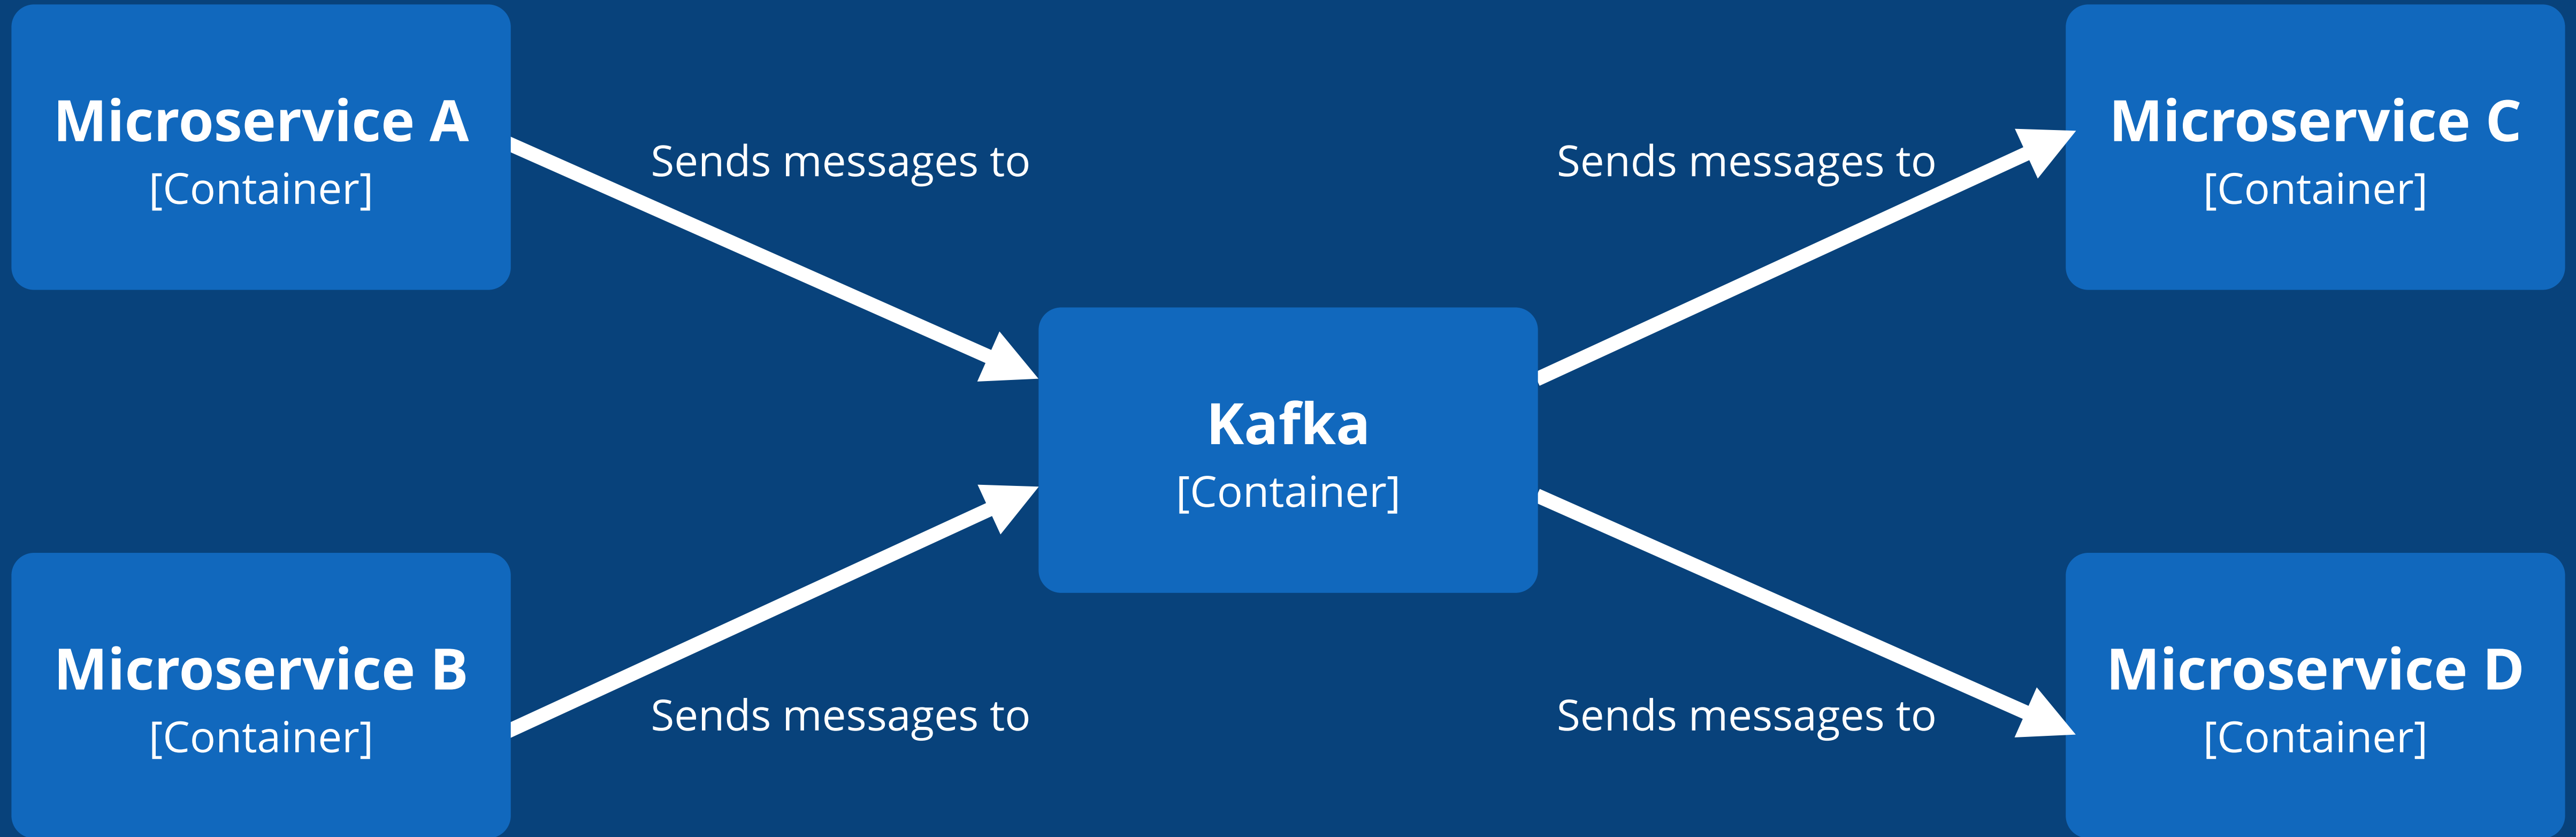 Microservice A
[Container]
Sends messages to
Sends messages to
Microservice C
[Container]
Kafka
[Container]
Microservice B
[Container]
Sends messages to
Sends messages to
Microservice D
[Container]